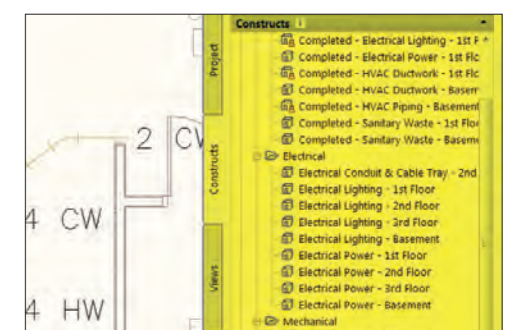 Constructs
Completed - Electrical Lighting - 1st F
Completed - Electrical Power - 1st Flo
Completed - HVAC Ductwork - 1st Flc
Completed - HVAC Ductwork - Basem
Completed - HVAC Piping - Basement
Completed - Sanitary Waste - 1st Floo
Completed - Sanitary Waste - Baseme
Electrical
Electrical Conduit & Cable Tray - 2nd
Electrical Lighting - 1st Floor
Electrical Lighting - 2nd Floor
Electrical Lighting - 3rd Floor
Electrical Lighting - Basement
Electrical Power - 1st Floor
Electrical Power - 2nd Floor
Electrical Power - 3rd Floor
Electrical Power - Basement
Mechanical
Project
Constructs
Views
2 CW
4 CW
4 HW